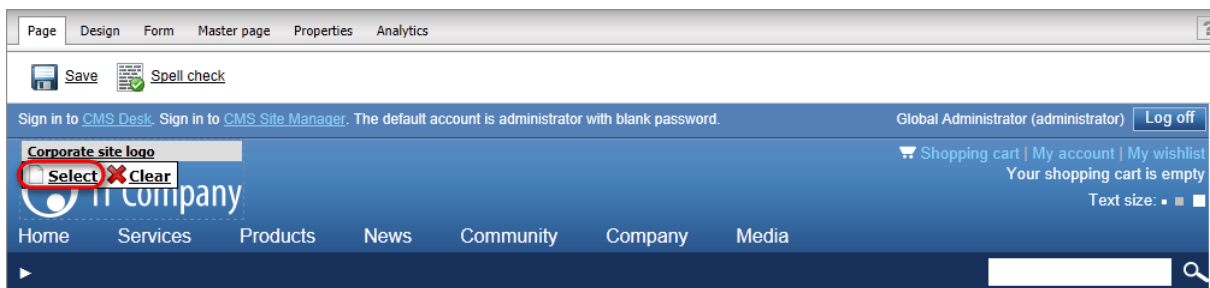 Page Design Form Master page Properties Analytics ?
Save Spell check
Sign in to CMS Desk. Sign in to CMS Site Manager. The default account is administrator with blank password. Global Administrator (administrator) Log off
Corporate site logo
Shopping cart | My account | My wishlist
Select Clear
Your shopping cart is empty
Company
Text size:
Home Services Products News Community Company Media